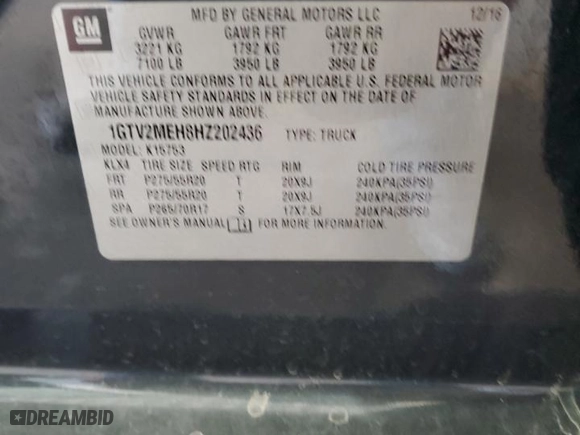 GM
MFD BY GENERAL MOTORS LLC 12/16
GVWR GAWR FRT GAWR RR
3221 KG 1792 KG 1792 KG
7100 LB 3950 LB 3950 LB
THIS VEHICLE CONFORMS TO ALL APPLICABLE U.S. FEDERAL MOTOR
VEHICLE SAFETY STANDARDS IN EFFECT ON THE DATE OF
MANUFACTURE SHOWN ABOVE.
1GTV2MEH8HZ202436 TYPE: TRUCK
MODEL: K15753
KLX4 TIRE SIZE SPEED RTG RIM COLD TIRE PRESSURE
FRT P275/55R20 T 20X9J 240KPA(35PSI)
RR P275/55R20 T 20X9J 240KPA(35PSI)
SPA P265/70R17 S 17X7.5J 240KPA(35PSI)
SEE OWNER'S MANUAL FOR MORE INFORMATION.
DREAMBID